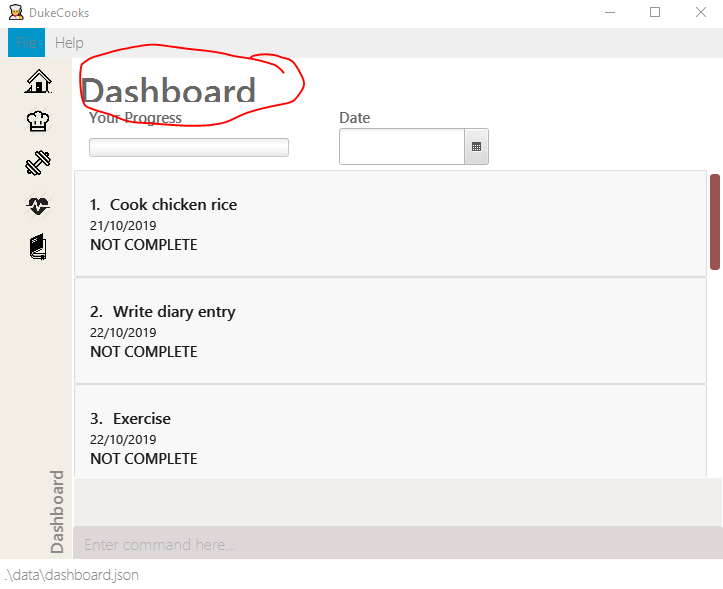 DukeCooks
File Help
Dashboard
Your Progress
Date
1. Cook chicken rice
21/10/2019
NOT COMPLETE
2. Write diary entry
22/10/2019
NOT COMPLETE
3. Exercise
22/10/2019
NOT COMPLETE
Dashboard
Enter command here...
.\data\dashboard.json